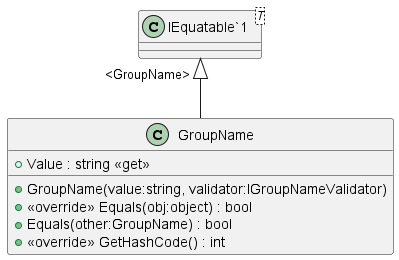 C IEquatable`1 T
<GroupName>
C GroupName
Value : string «get»
GroupName(value:string, validator:IGroupNameValidator)
«override» Equals(obj:object) : bool
Equals(other:GroupName) : bool
«override» GetHashCode() : int